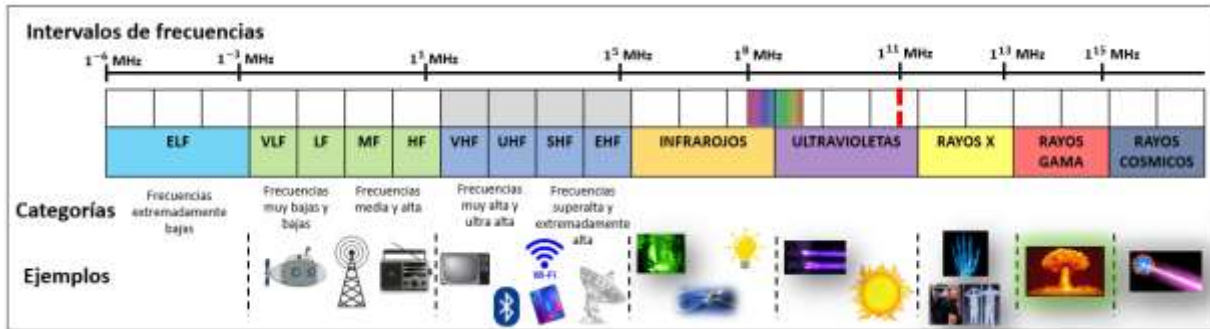 Intervalos de frecuencias
1⁻⁶ MHz 1⁻³ MHz 1¹ MHz 1⁵ MHz 1⁸ MHz 1¹¹ MHz 1¹³ MHz 1¹⁵ MHz
ELF VLF LF MF HF VHF UHF SHF EHF INFRAROJOS ULTRAVIOLETAS RAYOS X RAYOS GAMA RAYOS COSMICOS
Categorías
Frecuencias
extremadamente
bajas
Frecuencias
muy bajas y
bajas
Frecuencias
media y alta
Frecuencias
muy alta y
ultra alta
Frecuencias
superalta y
extremadamente
alta
Ejemplos
Wi-Fi